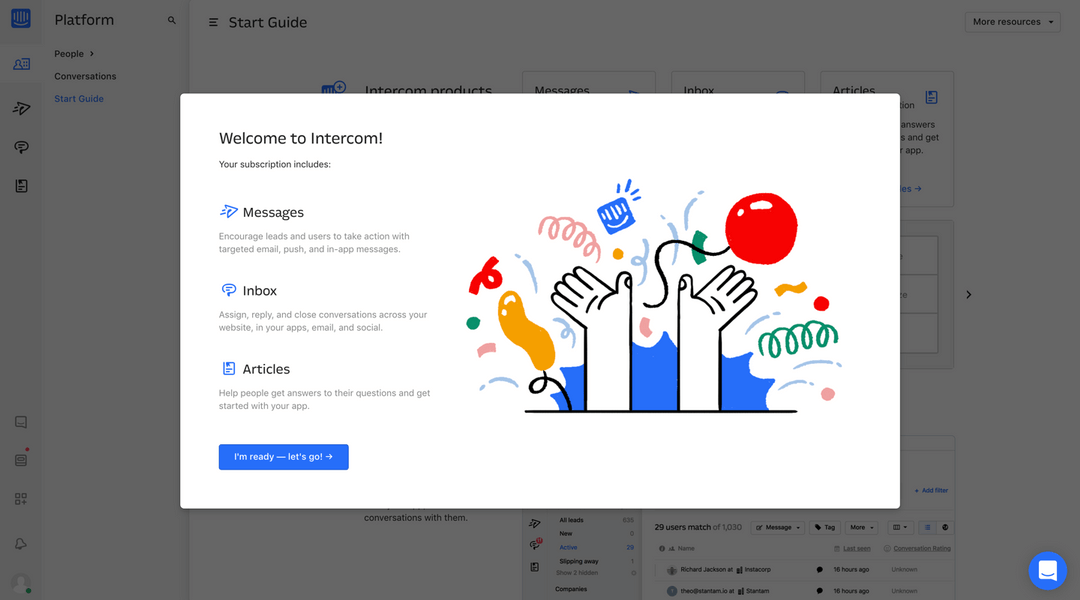 Platform
People
Conversations
Start Guide
Start Guide
More resources
Intercom products
Messages
Inbox
Articles
answers
and get
app.
Welcome to Intercom!
Your subscription includes:
Messages
Encourage leads and users to take action with
targeted email, push, and in-app messages.
Inbox
Assign, reply, and close conversations across your
website, in your apps, email, and social.
Articles
Help people get answers to their questions and get
started with your app.
I'm ready — let's go! →
conversations with them.
+ Add filter
All leads 635
New 0
Active 29
Slipping away 1
Show 2 hidden
Companies
29 users match of 1,030
Message
Tag
More
Name
Last seen
Conversation Rating
Richard Jackson at Instacorp
16 hours ago
Unknown
theo@stantam.io at Stantam
16 hours ago
Unknown